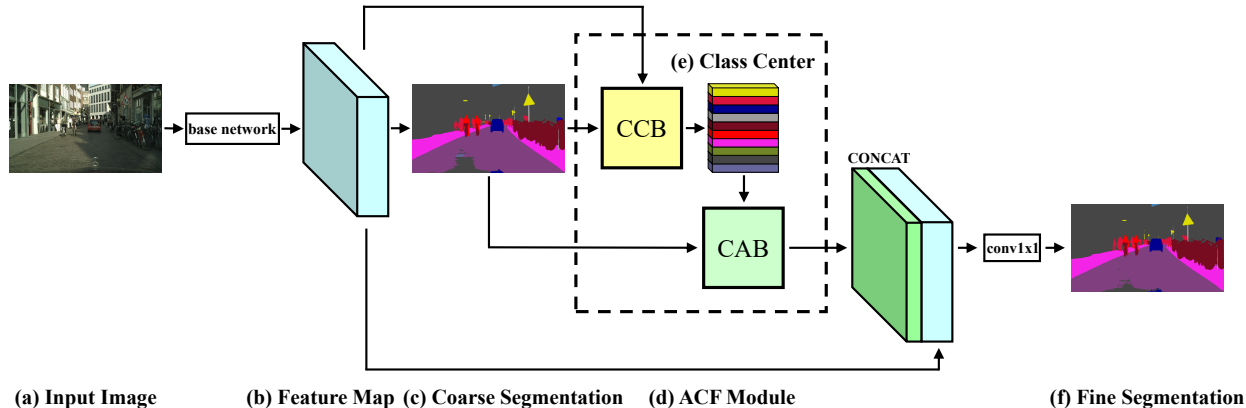 (e) Class Center
base network
CCB
CONCAT
CAB
conv1x1
(a) Input Image
(b) Feature Map
(c) Coarse Segmentation
(d) ACF Module
(f) Fine Segmentation